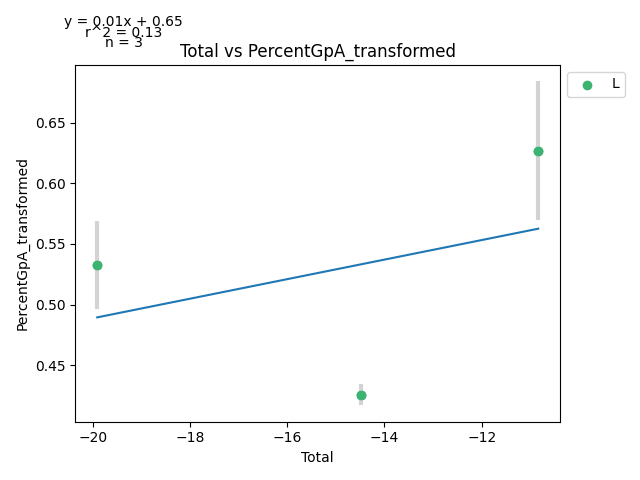 y = 0.01x + 0.65
r^2 = 0.13
n = 3
Total vs PercentGpA_transformed
L
PercentGpA_transformed
0.65
0.60
0.55
0.50
0.45
−20 −18 −16 −14 −12
Total